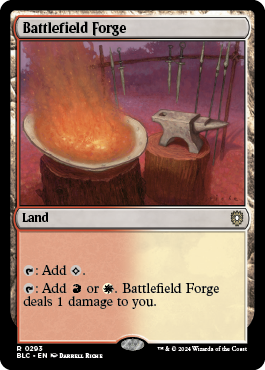 Battlefield Forge
Land
: Add .
: Add or . Battlefield Forge
deals 1 damage to you.
R 0293
BLC • EN Darrell Riche
™ & © 2024 Wizards of the Coast